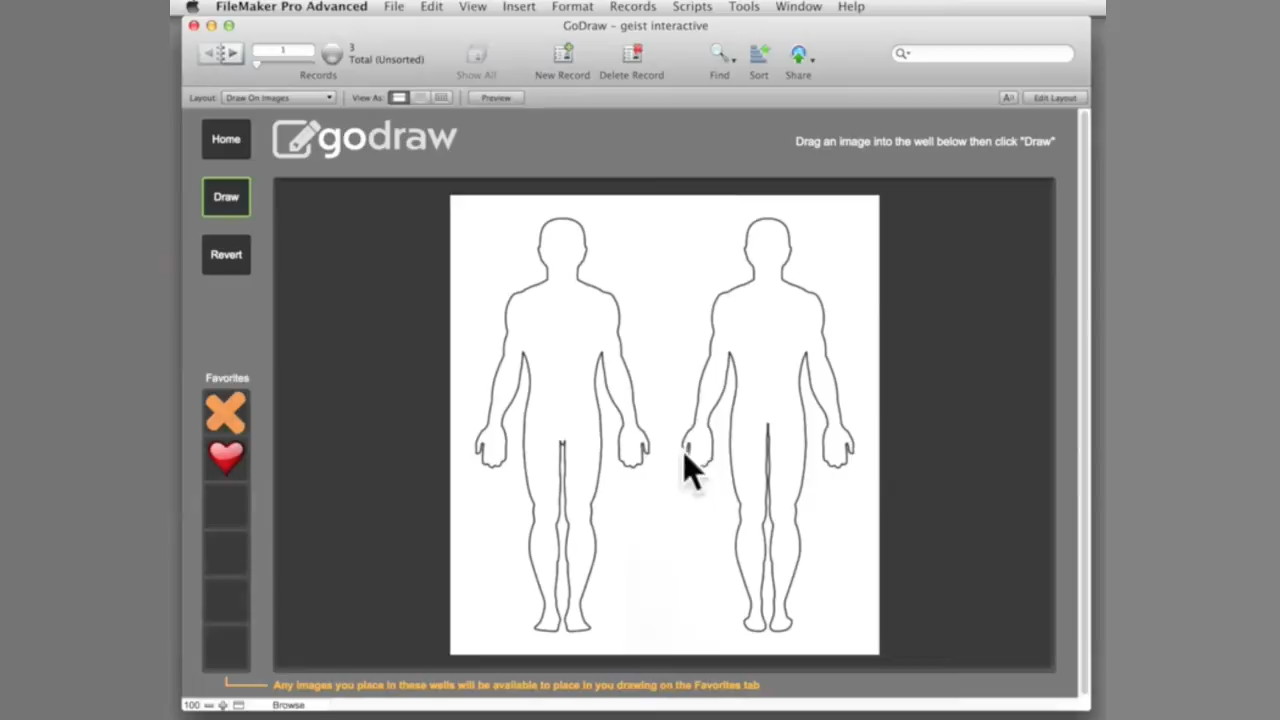 FileMaker Pro Advanced File Edit View Insert Format Records Scripts Tools Window Help
GoDraw – geist interactive
1
3
Total (Unsorted)
Records Show All New Record Delete Record Find Sort Share
Layout: Draw On Images View As: Preview Edit Layout
Home
godraw
Drag an image into the well below then click "Draw"
Draw
Revert
Favorites
Any images you place in these wells will be available to place in you drawing on the Favorites tab
100 Browse